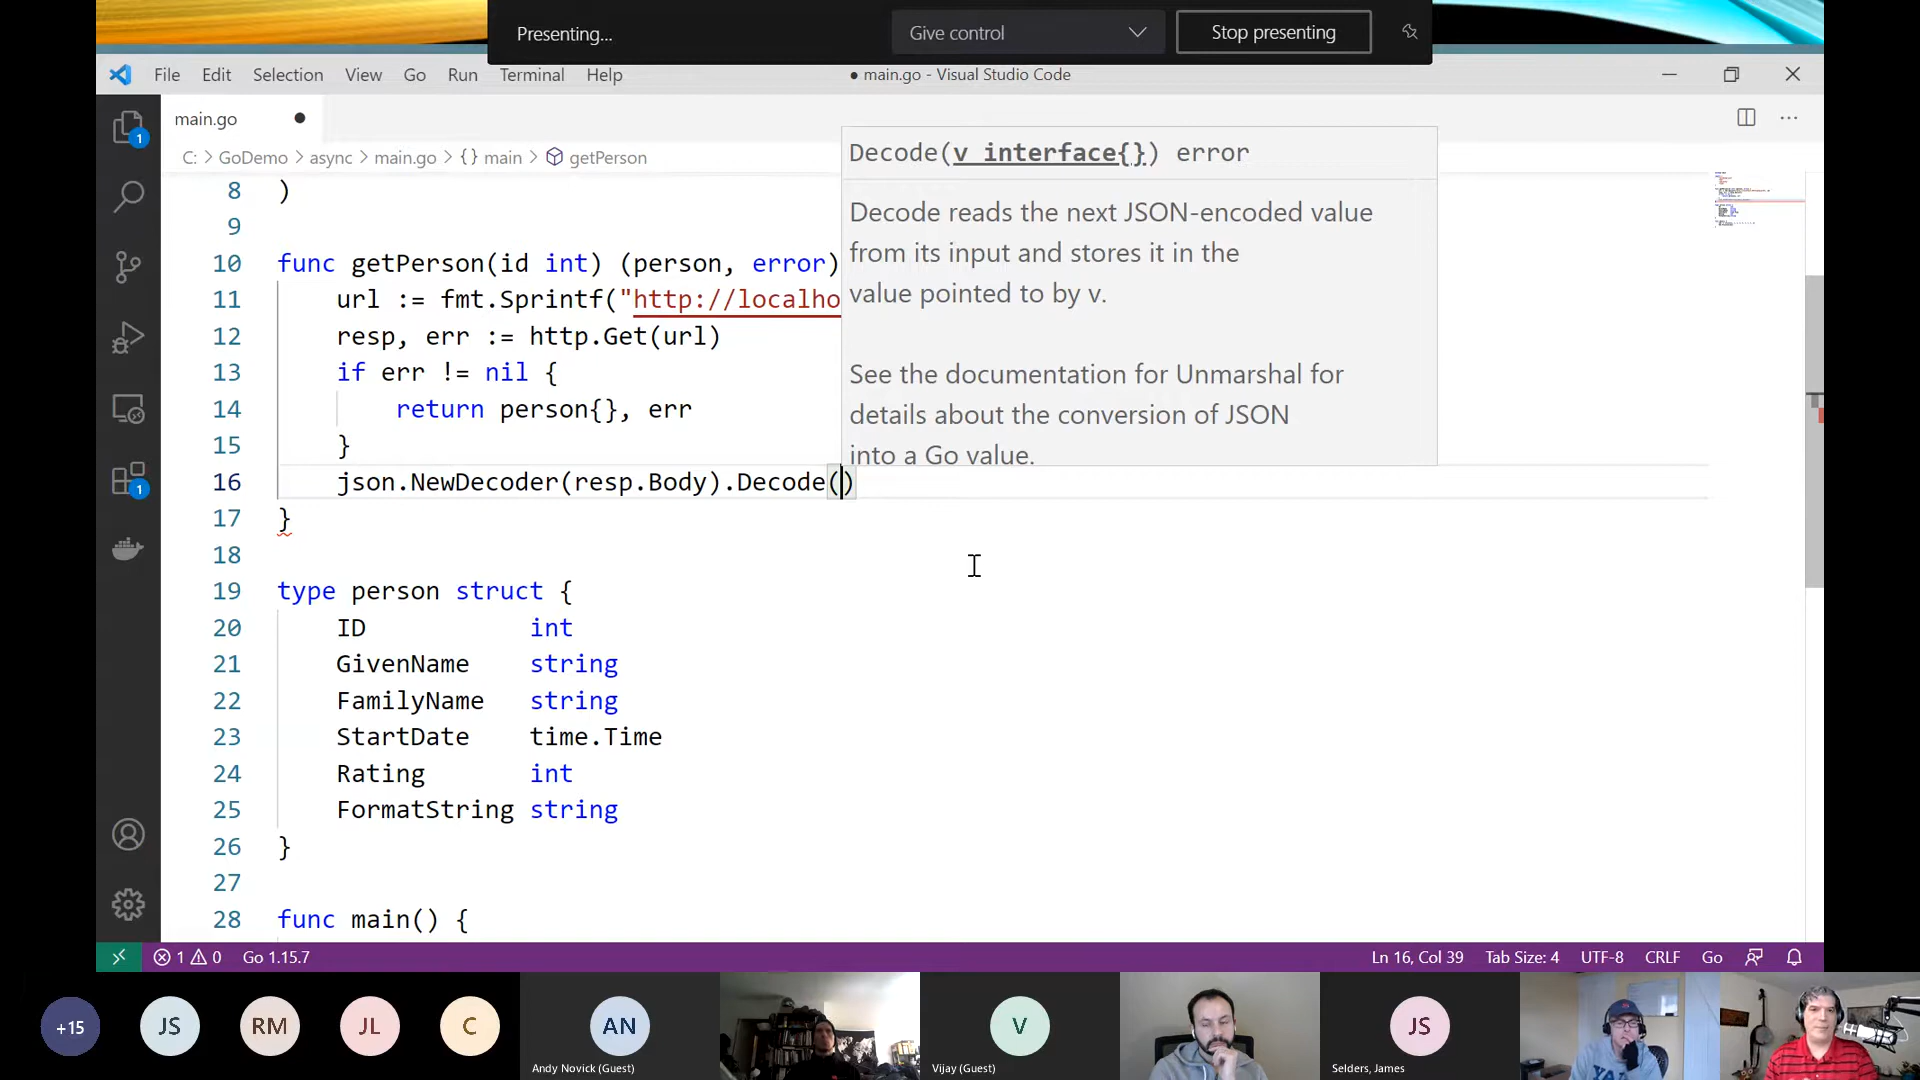 Presenting...
Give control
Stop presenting
File Edit Selection View Go Run Terminal Help
● main.go - Visual Studio Code
main.go ●
C: > GoDemo > async > main.go > {} main > getPerson
Decode(v interface{}) error
Decode reads the next JSON-encoded value
from its input and stores it in the
value pointed to by v.
See the documentation for Unmarshal for
details about the conversion of JSON
into a Go value.
8 )
9
10 func getPerson(id int) (person, error)
11 url := fmt.Sprintf("http://localho
12 resp, err := http.Get(url)
13 if err != nil {
14 return person{}, err
15 }
16 json.NewDecoder(resp.Body).Decode()
17 }
18
19 type person struct {
20 ID int
21 GivenName string
22 FamilyName string
23 StartDate time.Time
24 Rating int
25 FormatString string
26 }
27
28 func main() {
1
1
1 0 Go 1.15.7
Ln 16, Col 39 Tab Size: 4 UTF-8 CRLF Go
+15 JS RM JL C AN V JS
Andy Novick (Guest)
Vijay (Guest)
Selders, James